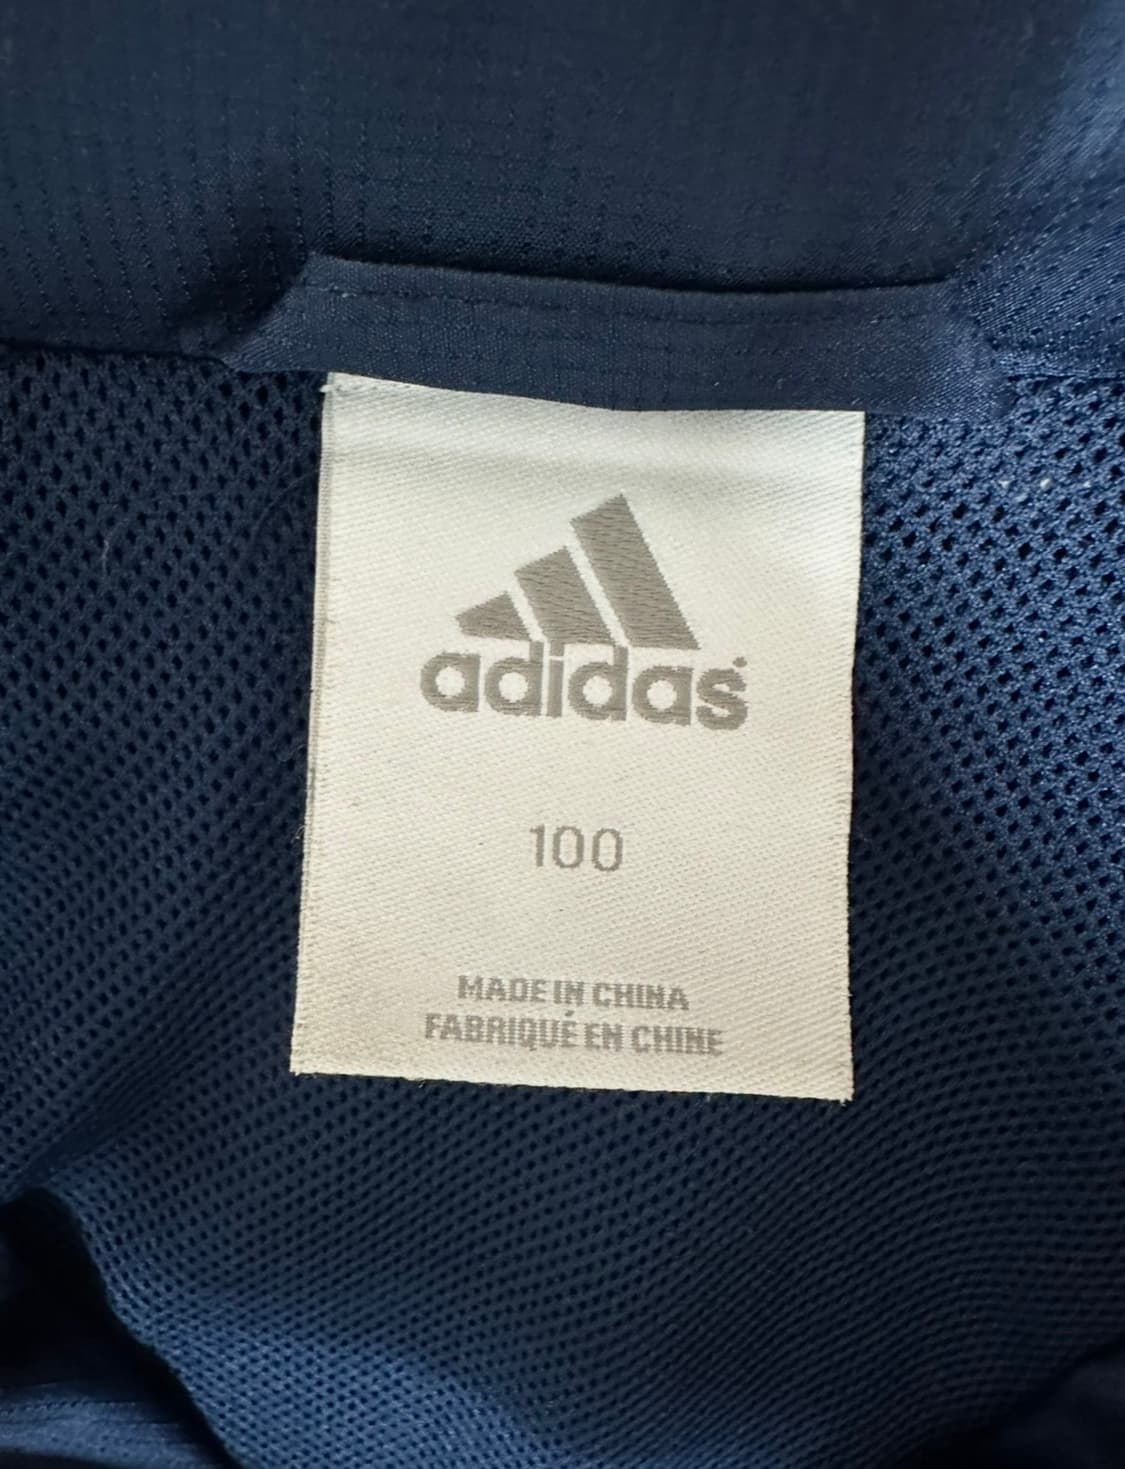 adidas
100
MADE IN CHINA
FABRIQUÉ EN CHINE